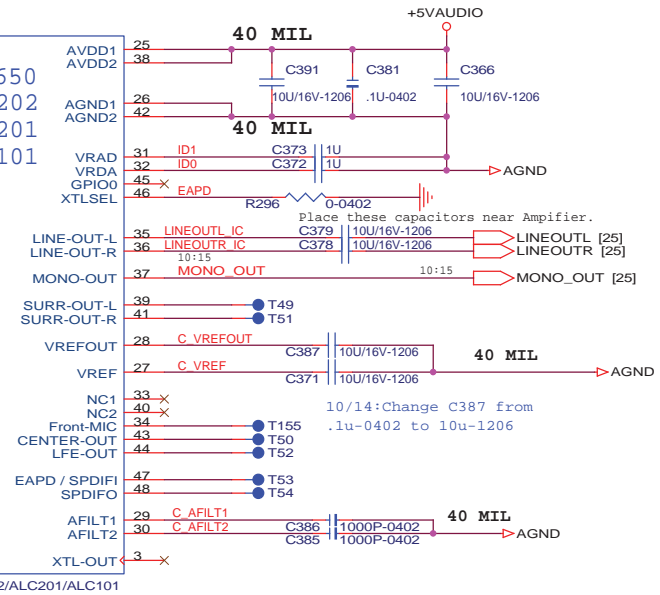 +5VAUDIO
40 MIL
AVDD1 25
AVDD2 38
C391 C381 C366
650
10U/16V-1206 .1U-0402 10U/16V-1206
202
AGND1 26
AGND2 42
201
40 MIL
101
VRAD 31 ID1 C373 1U
VRDA 32 ID0 C372 1U AGND
GPIO0 45
XTLSEL 46 EAPD
R296 0-0402
Place these capacitors near Ampifier.
LINE-OUT-L 35 LINEOUTL_IC C379 10U/16V-1206 LINEOUTL [25]
LINE-OUT-R 36 LINEOUTR_IC C378 10U/16V-1206 LINEOUTR [25]
10:15
MONO-OUT 37 MONO_OUT 10:15 MONO_OUT [25]
SURR-OUT-L 39 T49
SURR-OUT-R 41 T51
VREFOUT 28 C_VREFOUT
C387 10U/16V-1206
40 MIL
VREF 27 C_VREF AGND
C371 10U/16V-1206
NC1 33
NC2 40
10/14:Change C387 from
.1u-0402 to 10u-1206
Front-MIC 34 T155
CENTER-OUT 43 T50
LFE-OUT 44 T52
EAPD / SPDIFI 47 T53
SPDIFO 48 T54
AFILT1 29 C_AFILT1
40 MIL
AFILT2 30 C_AFILT2 C386 1000P-0402 AGND
C385 1000P-0402
XTL-OUT 3
2/ALC201/ALC101